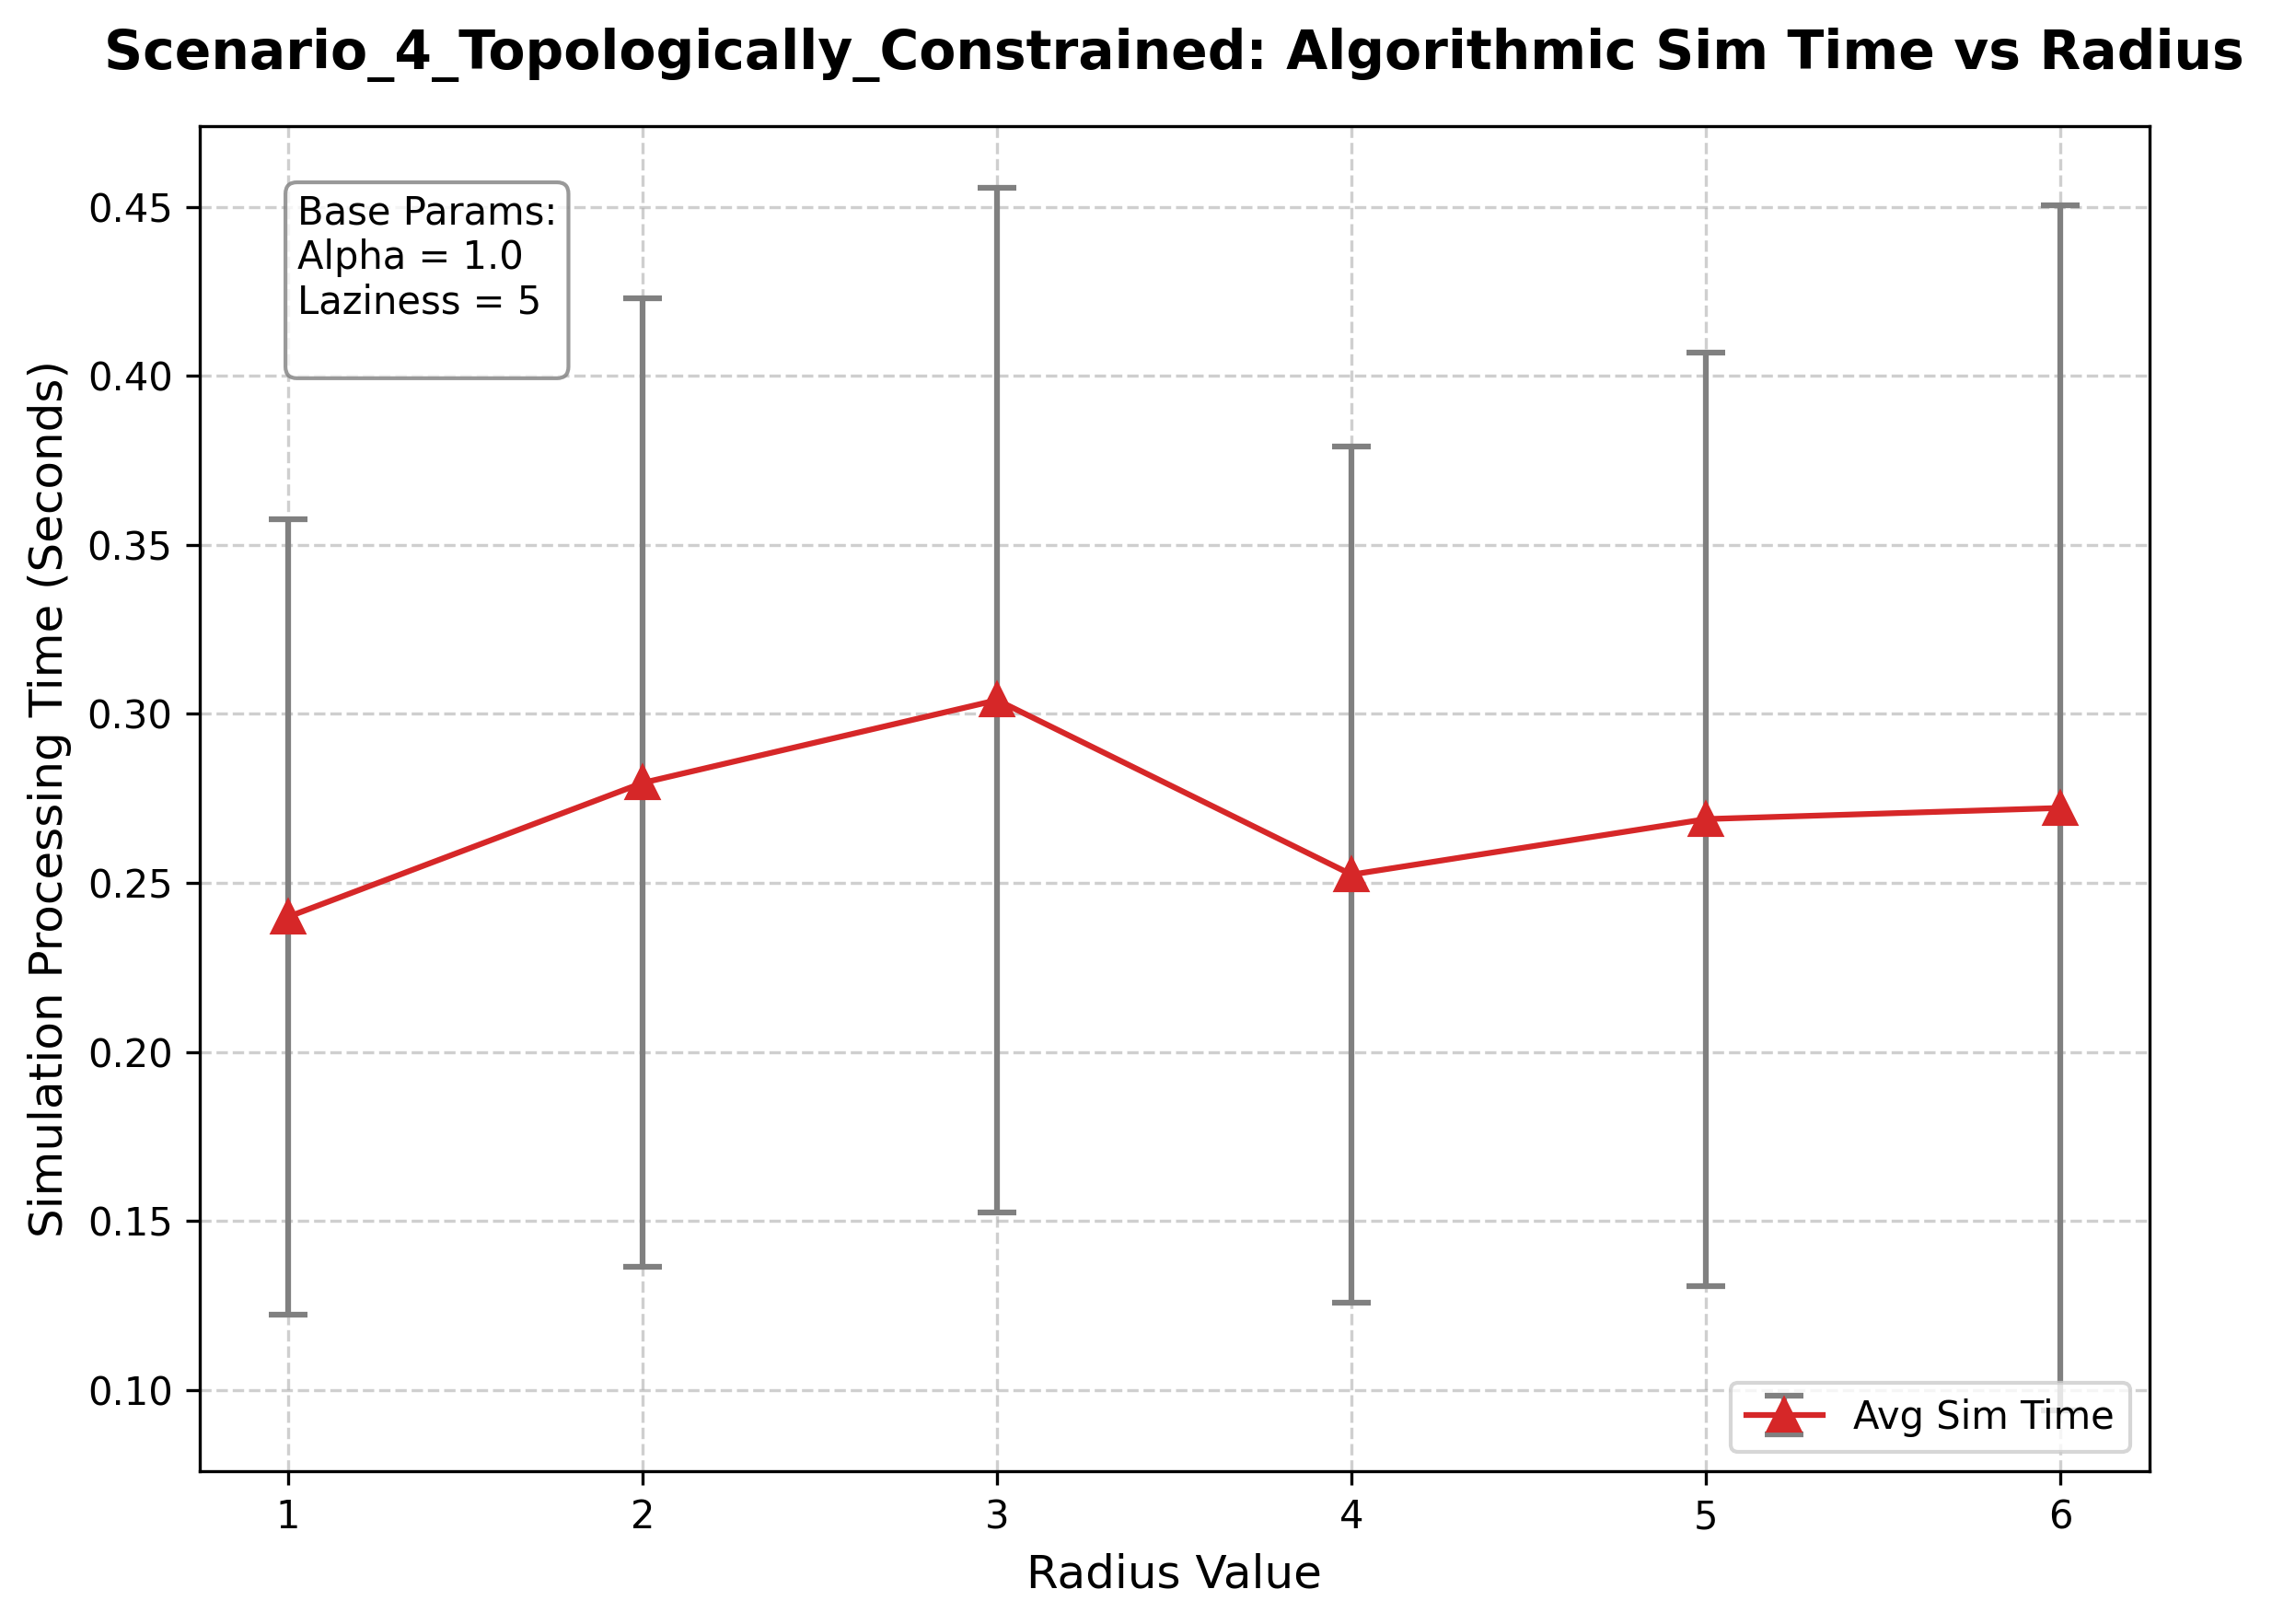 Scenario_4_Topologically_Constrained: Algorithmic Sim Time vs Radius
Simulation Processing Time (Seconds)
0.45
0.40
0.35
0.30
0.25
0.20
0.15
0.10
Base Params:
Alpha = 1.0
Laziness = 5
Avg Sim Time
1 2 3 4 5 6
Radius Value